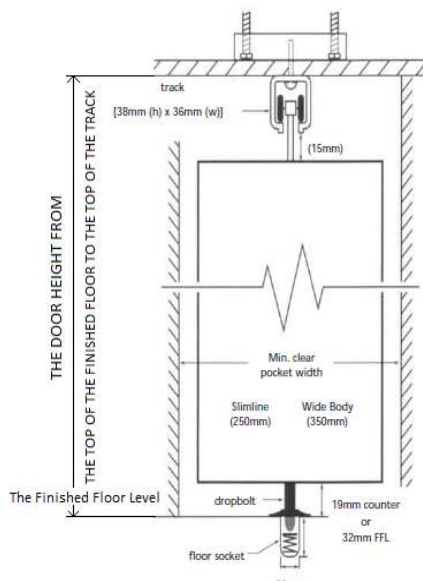 track
[38mm (h) x 36mm (w)]
(15mm)
THE DOOR HEIGHT FROM
THE TOP OF THE FINISHED FLOOR TO THE TOP OF THE TRACK
Min. clear
pocket width
Slimline
(250mm)
Wide Body
(350mm)
The Finished Floor Level
dropbolt
19mm counter
or
32mm FFL
floor socket